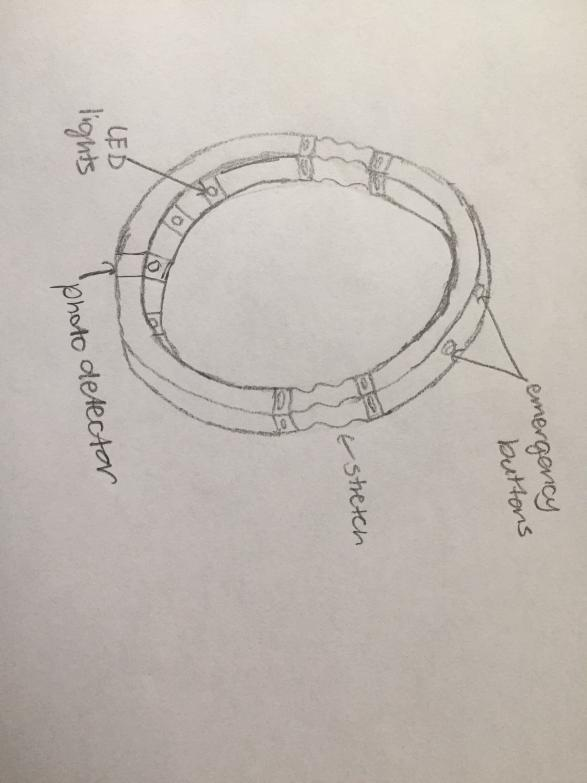 LED
lights
photo detector
emergency
buttons
stretch